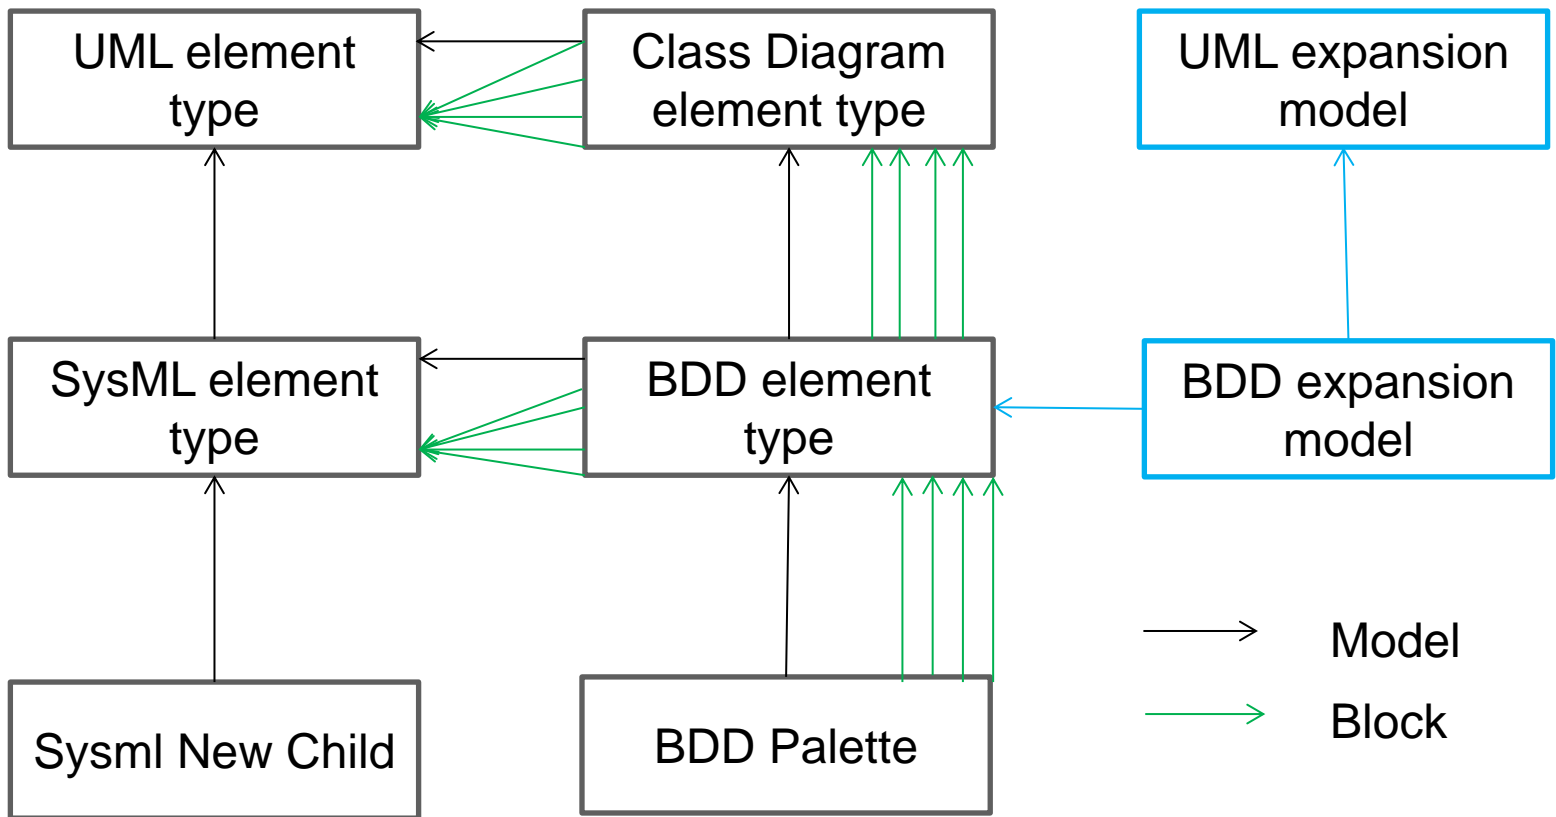 UML element
type
Class Diagram
element type
UML expansion
model
SysML element
type
BDD element
type
BDD expansion
model
Sysml New Child
BDD Palette
Model
Block